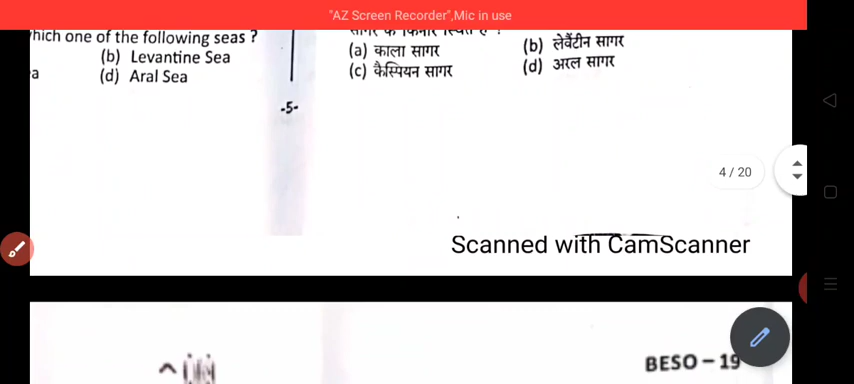 "AZ Screen Recorder",Mic in use
hich one of the following seas ?
(b) Levantine Sea
a
(d) Aral Sea
-5-
सागर के किनारे स्थित है ?
(a) काला सागर
(b) लेवैंटीन सागर
(c) कैस्पियन सागर
(d) अरल सागर
4 / 20
Scanned with CamScanner
BESO – 19